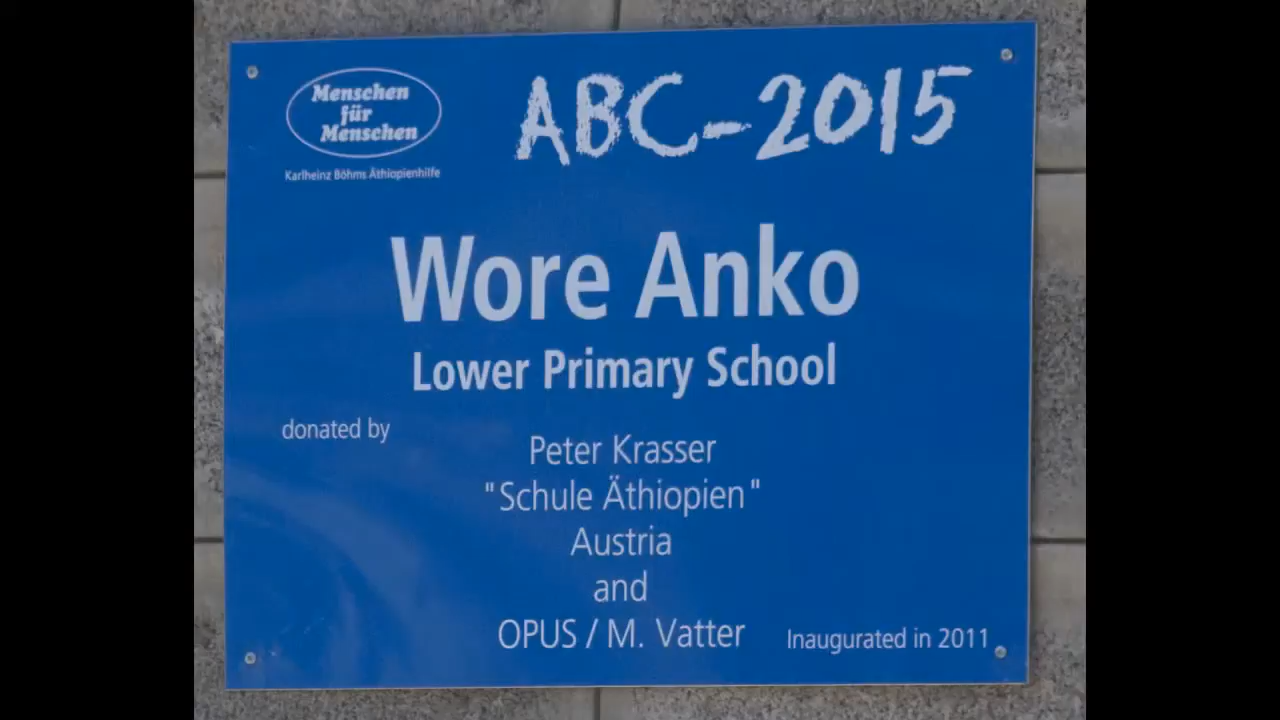 Menschen
für
Menschen
Karlheinz Böhms Äthiopienhilfe
ABC-2015
Wore Anko
Lower Primary School
donated by
Peter Krasser
"Schule Äthiopien"
Austria
and
OPUS / M. Vatter
Inaugurated in 2011